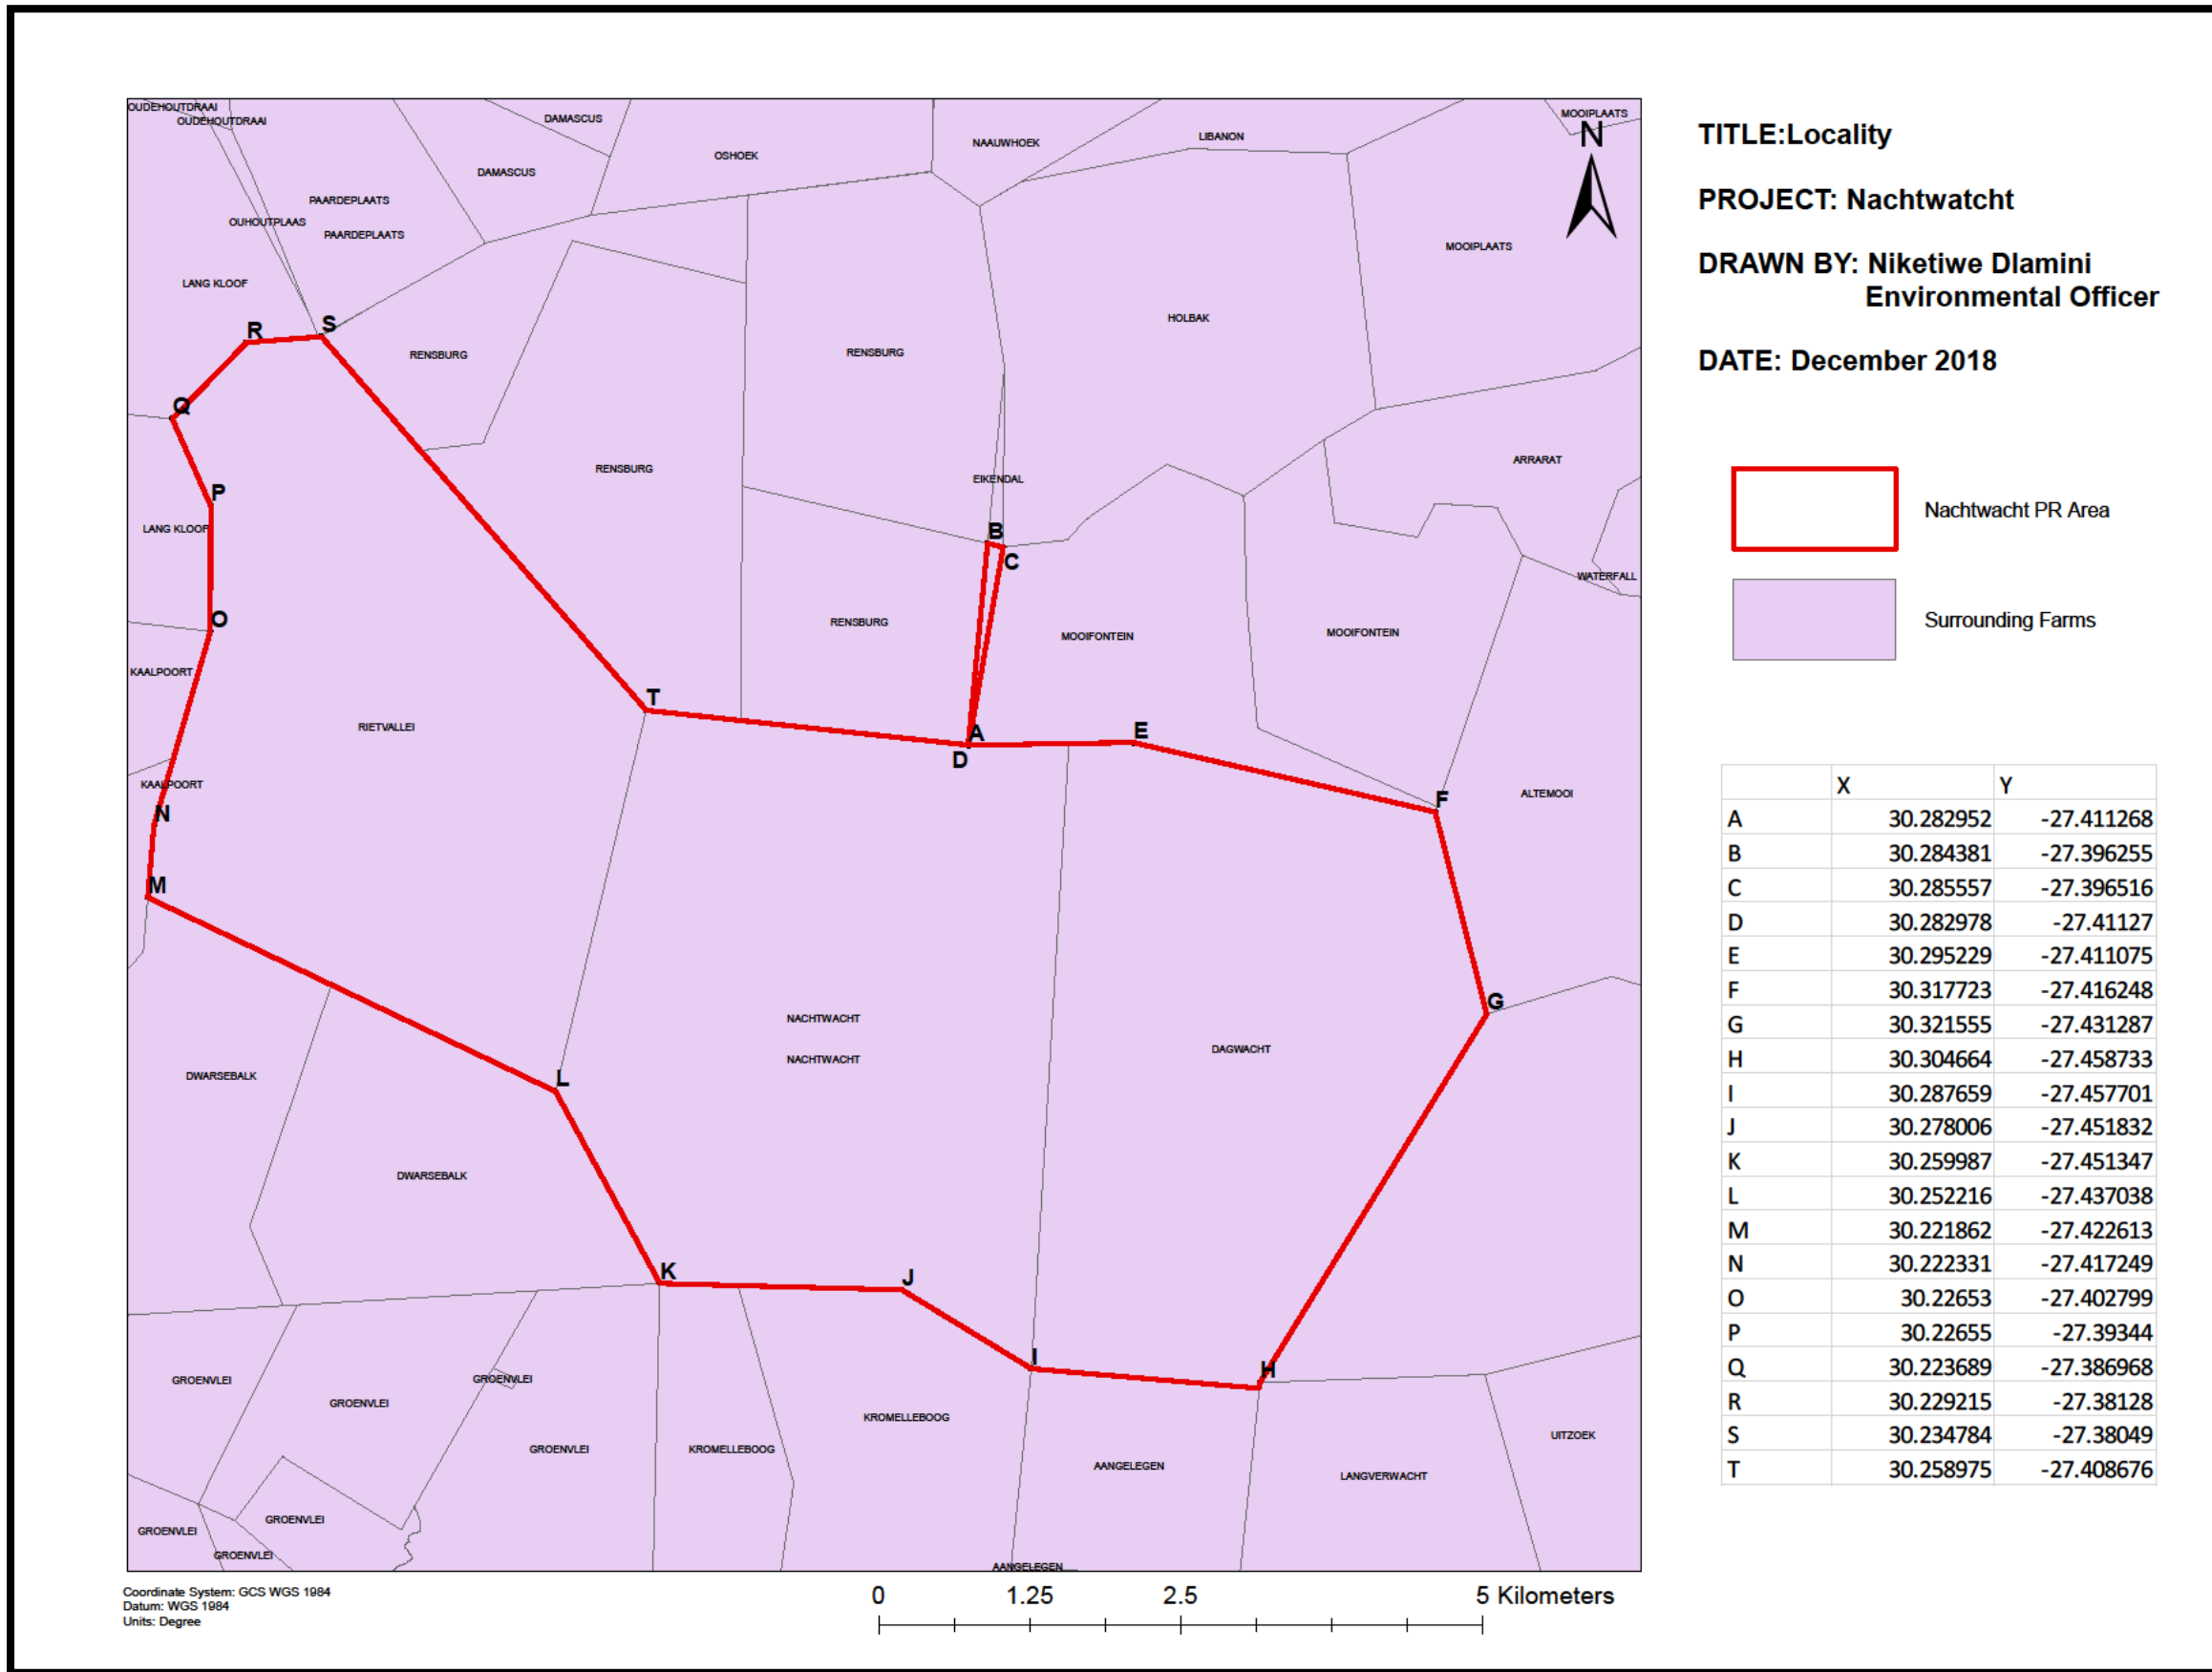 OUDEHOUTDRAAI
OUDEHOUTDRAAI
DAMASCUS
MOOIPLAATS
N
NAAUWHOEK
LIBANON
OSHOEK
DAMASCUS
PAARDEPLAATS
OUHOUTPLAAS
PAARDEPLAATS
MOOIPLAATS
LANG KLOOF
HOLBAK
R
S
RENSBURG
RENSBURG
Q
RENSBURG
ARRARAT
EIKENDAL
P
LANG KLOOF
B
C
WATERFALL
O
RENSBURG
MOOIFONTEIN
MOOIFONTEIN
KAALPOORT
T
RIETVALLEI
A
E
D
KAALPOORT
ALTEMOOI
F
N
M
G
NACHTWACHT
DAGWACHT
NACHTWACHT
DWARSEBALK
L
DWARSEBALK
K
J
I
H
GROENVLEI
GROENVLEI
GROENVLEI
KROMELLEBOOG
GROENVLEI
KROMELLEBOOG
UITZOEK
AANGELEGEN
LANGVERWACHT
GROENVLEI
GROENVLEI
GROENVLEI
AANGELEGEN
Coordinate System: GCS WGS 1984
Datum: WGS 1984
Units: Degree
0 1.25 2.5 5 Kilometers
TITLE:Locality
PROJECT: Nachtwatcht
DRAWN BY: Niketiwe Dlamini
Environmental Officer
DATE: December 2018
Nachtwacht PR Area
Surrounding Farms
X Y
A 30.282952 -27.411268
B 30.284381 -27.396255
C 30.285557 -27.396516
D 30.282978 -27.41127
E 30.295229 -27.411075
F 30.317723 -27.416248
G 30.321555 -27.431287
H 30.304664 -27.458733
I 30.287659 -27.457701
J 30.278006 -27.451832
K 30.259987 -27.451347
L 30.252216 -27.437038
M 30.221862 -27.422613
N 30.222331 -27.417249
O 30.22653 -27.402799
P 30.22655 -27.39344
Q 30.223689 -27.386968
R 30.229215 -27.38128
S 30.234784 -27.38049
T 30.258975 -27.408676